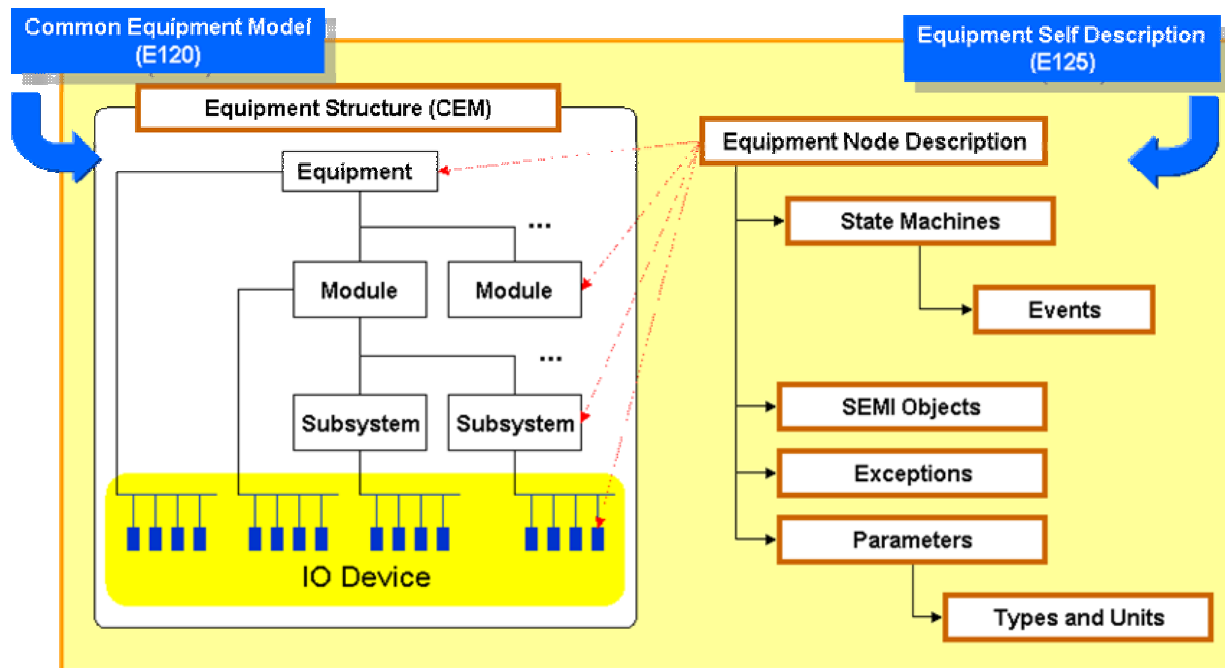 Common Equipment Model
(E120)
Equipment Self Description
(E125)
Equipment Structure (CEM)
Equipment
...
Module
Module
...
Subsystem
Subsystem
IO Device
Equipment Node Description
State Machines
Events
SEMI Objects
Exceptions
Parameters
Types and Units